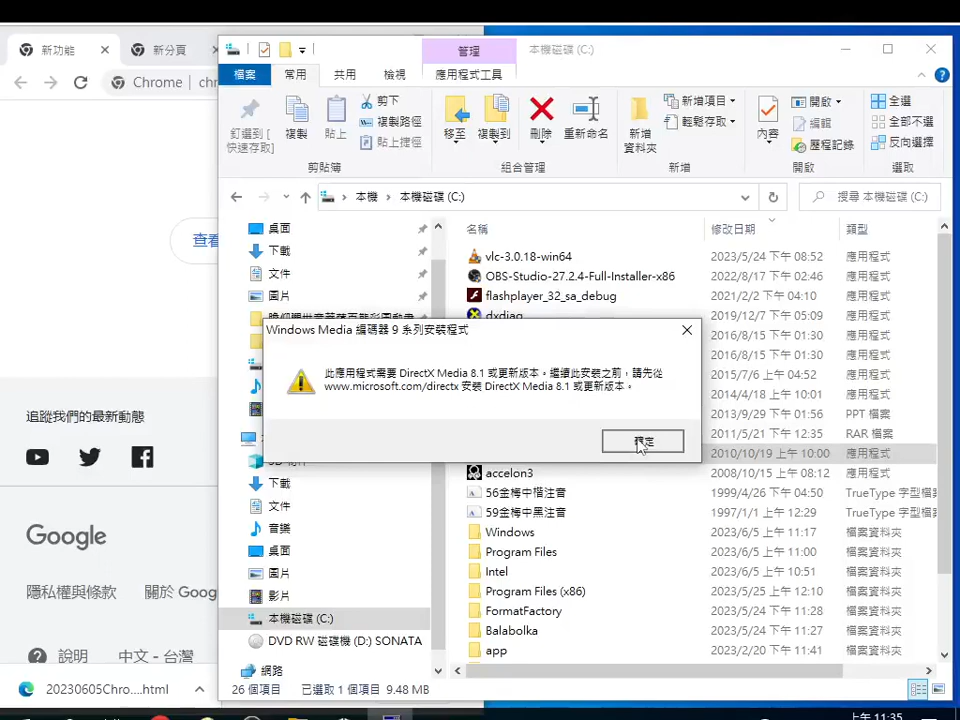 新功能
新分頁
管理
本機磁碟 (C:)
檔案
常用
共用
檢視
應用程式工具
Chrome
chr
釘選到 [
快速存取]
複製
貼上
剪下
複製路徑
貼上捷徑
剪貼簿
移至
複製到
刪除
重新命名
組合管理
新增
資料夾
新增項目
輕鬆存取
新增
內容
開啟
編輯
歷程記錄
開啟
全選
全部不選
反向選擇
選取
本機
本機磁碟 (C:)
搜尋 本機磁碟 (C:)
查看
桌面
下載
文件
圖片
名稱
修改日期
類型
vlc-3.0.18-win64
2023/5/24 下午 08:52
應用程式
OBS-Studio-27.2.4-Full-Installer-x86
2022/8/17 下午 02:46
應用程式
flashplayer_32_sa_debug
2021/2/2 下午 04:10
應用程式
dxdiag
2019/12/7 下午 05:09
應用程式
2016/8/15 下午 01:30
應用程式
2016/8/15 下午 01:30
應用程式
2015/7/6 上午 04:52
應用程式
2014/4/18 上午 10:01
應用程式
2013/9/29 上午 01:56
PPT 檔案
2011/5/21 下午 12:35
RAR 檔案
2010/10/19 上午 10:00
應用程式
Windows Media 編碼器 9 系列安裝程式
此應用程式需要 DirectX Media 8.1 或更新版本。繼續此安裝之前，請先從
www.microsoft.com/directx 安裝 DirectX Media 8.1 或更新版本。
確定
accelon3
2008/10/15 上午 08:12
應用程式
56金梅中楷注音
1999/4/26 下午 04:50
TrueType 字型檔
59金梅中黑注音
1997/1/1 上午 12:29
TrueType 字型檔
Windows
2023/6/5 上午 11:17
檔案資料夾
Program Files
2023/6/5 上午 11:00
檔案資料夾
Intel
2023/6/5 上午 10:51
檔案資料夾
Program Files (x86)
2023/5/25 上午 12:10
檔案資料夾
FormatFactory
2023/5/24 下午 11:28
檔案資料夾
Balabolka
2023/5/24 下午 11:27
檔案資料夾
app
2023/2/20 下午 11:41
檔案資料夾
下載
文件
音樂
桌面
圖片
影片
本機磁碟 (C:)
DVD RW 磁碟機 (D:) SONATA
網路
26 個項目
已選取 1 個項目
9.48 MB
追蹤我們的最新動態
Google
隱私權與條款
關於 Goog
說明
中文 - 台灣
20230605Chro....html
上午 11:35